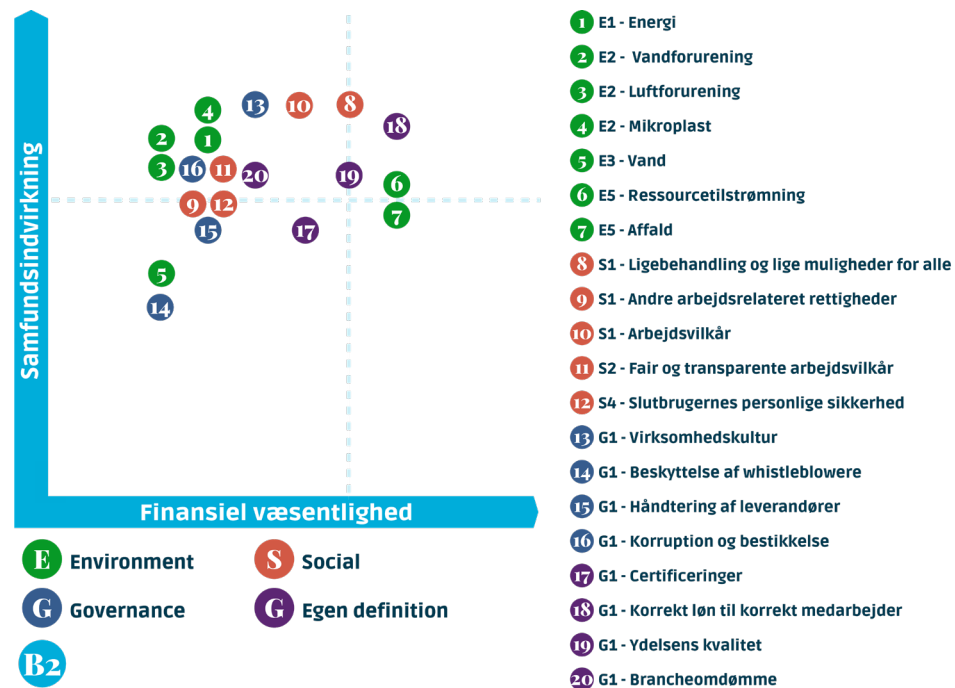 Samfundsindvirkning
4
13
10
8
18
2
1
3
16
11
20
19
6
9
12
7
15
17
5
14
Finansiel væsentlighed
E Environment
S Social
G Governance
G Egen definition
B2
1 E1 - Energi
2 E2 - Vandforurening
3 E2 - Luftforurening
4 E2 - Mikroplast
5 E3 - Vand
6 E5 - Ressourcetilstrømning
7 E5 - Affald
8 S1 - Ligebehandling og lige muligheder for alle
9 S1 - Andre arbejdsrelateret rettigheder
10 S1 - Arbejdsvilkår
11 S2 - Fair og transparente arbejdsvilkår
12 S4 - Slutbrugernes personlige sikkerhed
13 G1 - Virksomhedskultur
14 G1 - Beskyttelse af whistleblowere
15 G1 - Håndtering af leverandører
16 G1 - Korruption og bestikkelse
17 G1 - Certificeringer
18 G1 - Korrekt løn til korrekt medarbejder
19 G1 - Ydelsens kvalitet
20 G1 - Brancheomdømme